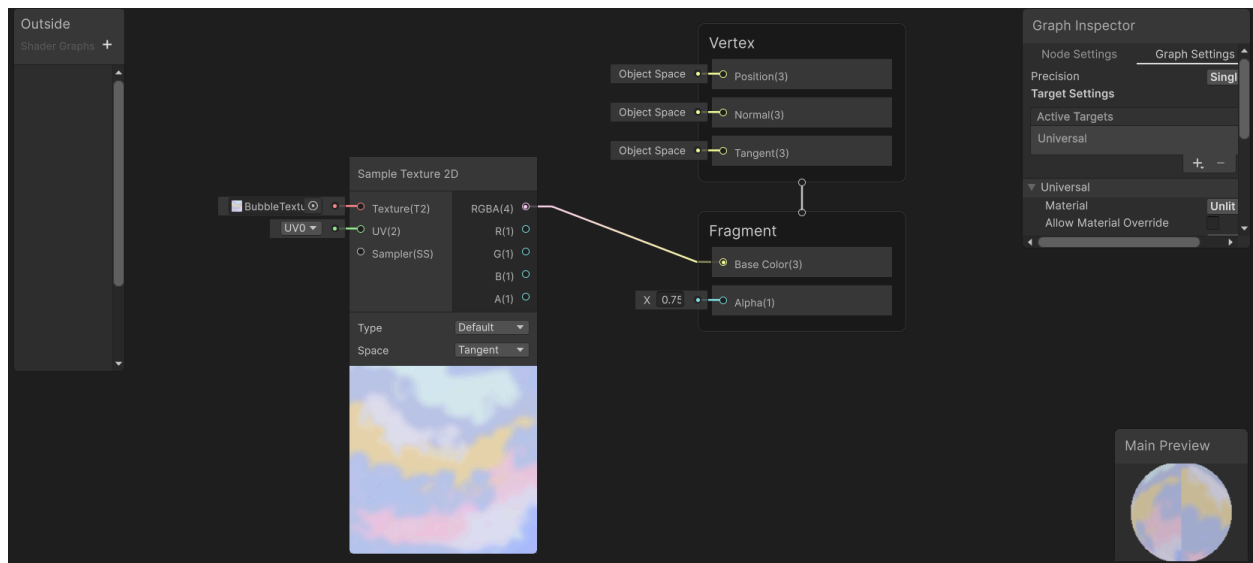 Outside
Shader Graphs +
Vertex
Object Space Position(3)
Object Space Normal(3)
Object Space Tangent(3)
Sample Texture 2D
BubbleTextu Texture(T2) RGBA(4)
UV0 UV(2) R(1)
Sampler(SS) G(1)
B(1)
A(1)
Type Default
Space Tangent
Fragment
Base Color(3)
X 0.75 Alpha(1)
Graph Inspector
Node Settings Graph Settings
Precision Singl
Target Settings
Active Targets
Universal
+ −
Universal
Material Unlit
Allow Material Override
Main Preview